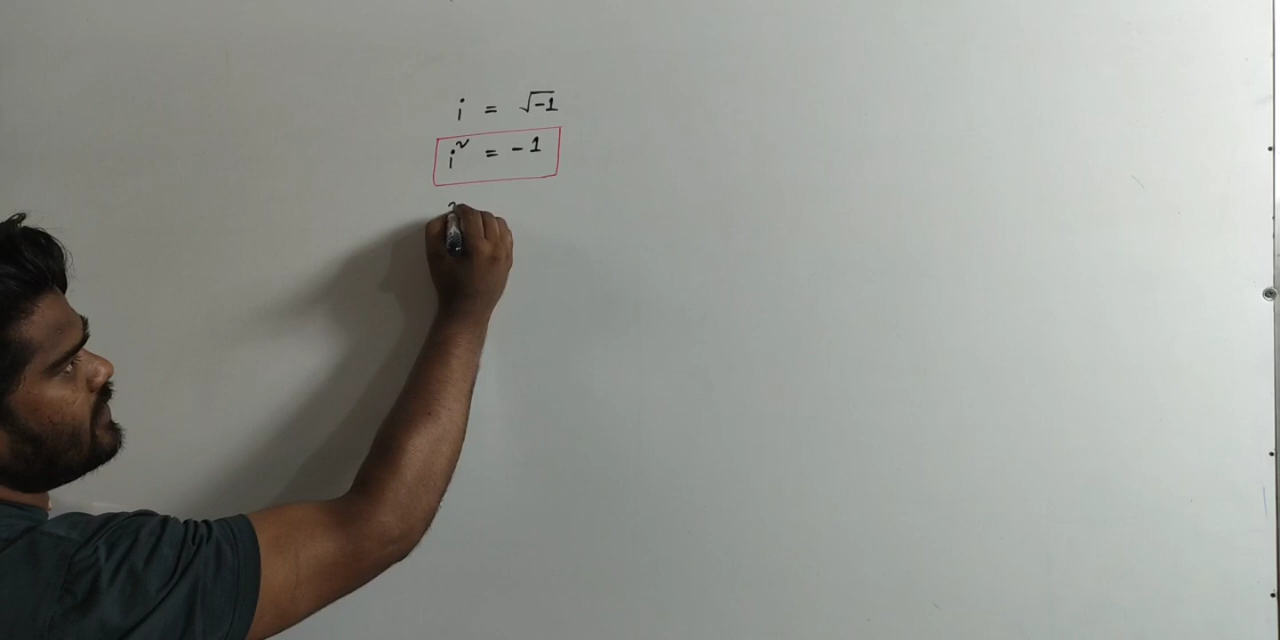 i = √-1
i² = -1